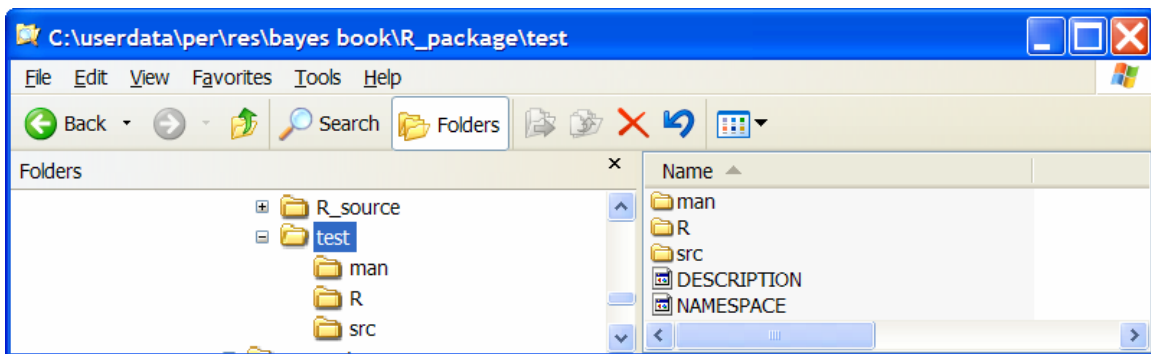 C:\userdata\per\res\bayes book\R_package\test
File Edit View Favorites Tools Help
Back Search Folders
Folders x
R_source
test
man
R
src
Name
man
R
src
DESCRIPTION
NAMESPACE